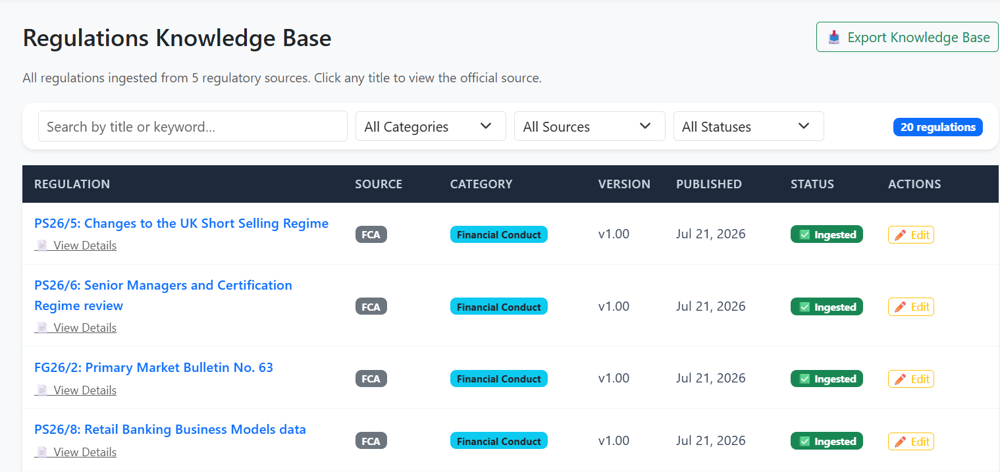 Regulations Knowledge Base
Export Knowledge Base
All regulations ingested from 5 regulatory sources. Click any title to view the official source.
Search by title or keyword...
All Categories
All Sources
All Statuses
20 regulations
REGULATION SOURCE CATEGORY VERSION PUBLISHED STATUS ACTIONS
PS26/5: Changes to the UK Short Selling Regime
View Details
FCA Financial Conduct v1.00 Jul 21, 2026 Ingested Edit
PS26/6: Senior Managers and Certification
Regime review
View Details
FCA Financial Conduct v1.00 Jul 21, 2026 Ingested Edit
FG26/2: Primary Market Bulletin No. 63
View Details
FCA Financial Conduct v1.00 Jul 21, 2026 Ingested Edit
PS26/8: Retail Banking Business Models data
View Details
FCA Financial Conduct v1.00 Jul 21, 2026 Ingested Edit